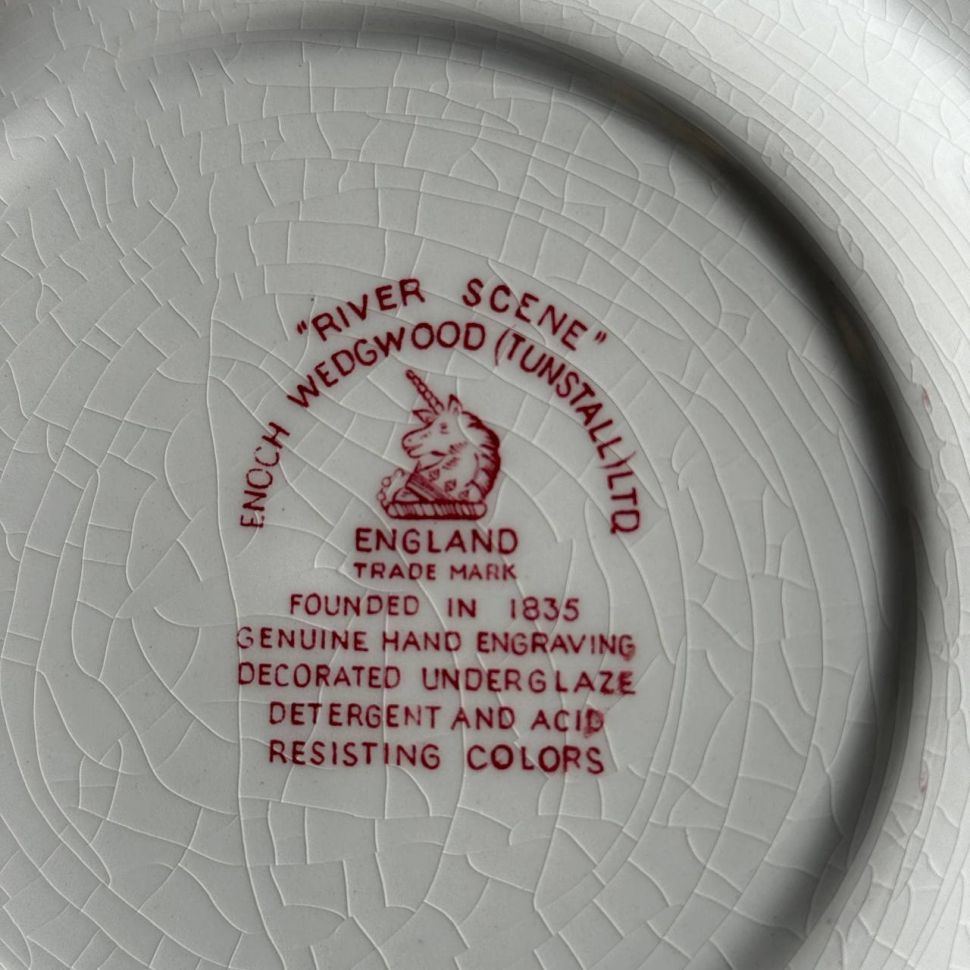 "RIVER SCENE"
ENOCH WEDGWOOD (TUNSTALL) LTD
ENGLAND
TRADE MARK
FOUNDED IN 1835
GENUINE HAND ENGRAVING
DECORATED UNDERGLAZE
DETERGENT AND ACID
RESISTING COLORS